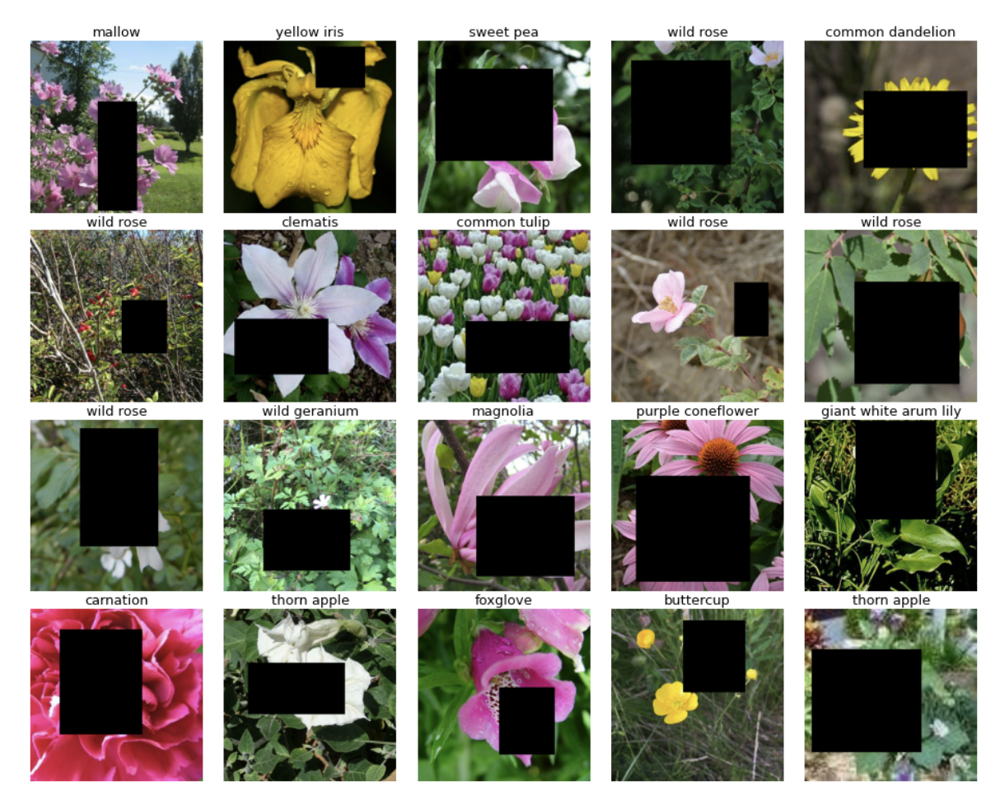 mallow
yellow iris
sweet pea
wild rose
common dandelion
wild rose
clematis
common tulip
wild rose
wild rose
wild rose
wild geranium
magnolia
purple coneflower
giant white arum lily
carnation
thorn apple
foxglove
buttercup
thorn apple